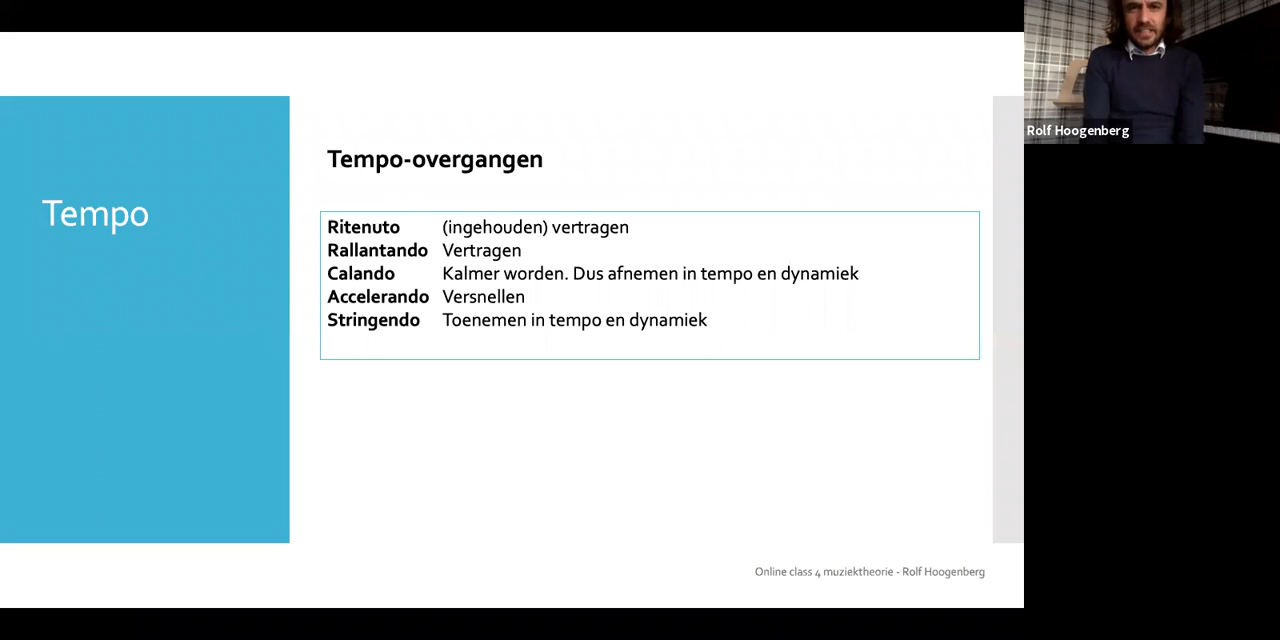 Rolf Hoogenberg
Tempo
Tempo-overgangen
Ritenuto (ingehouden) vertragen
Rallantando Vertragen
Calando Kalmer worden. Dus afnemen in tempo en dynamiek
Accelerando Versnellen
Stringendo Toenemen in tempo en dynamiek
Online class 4 muziektheorie - Rolf Hoogenberg